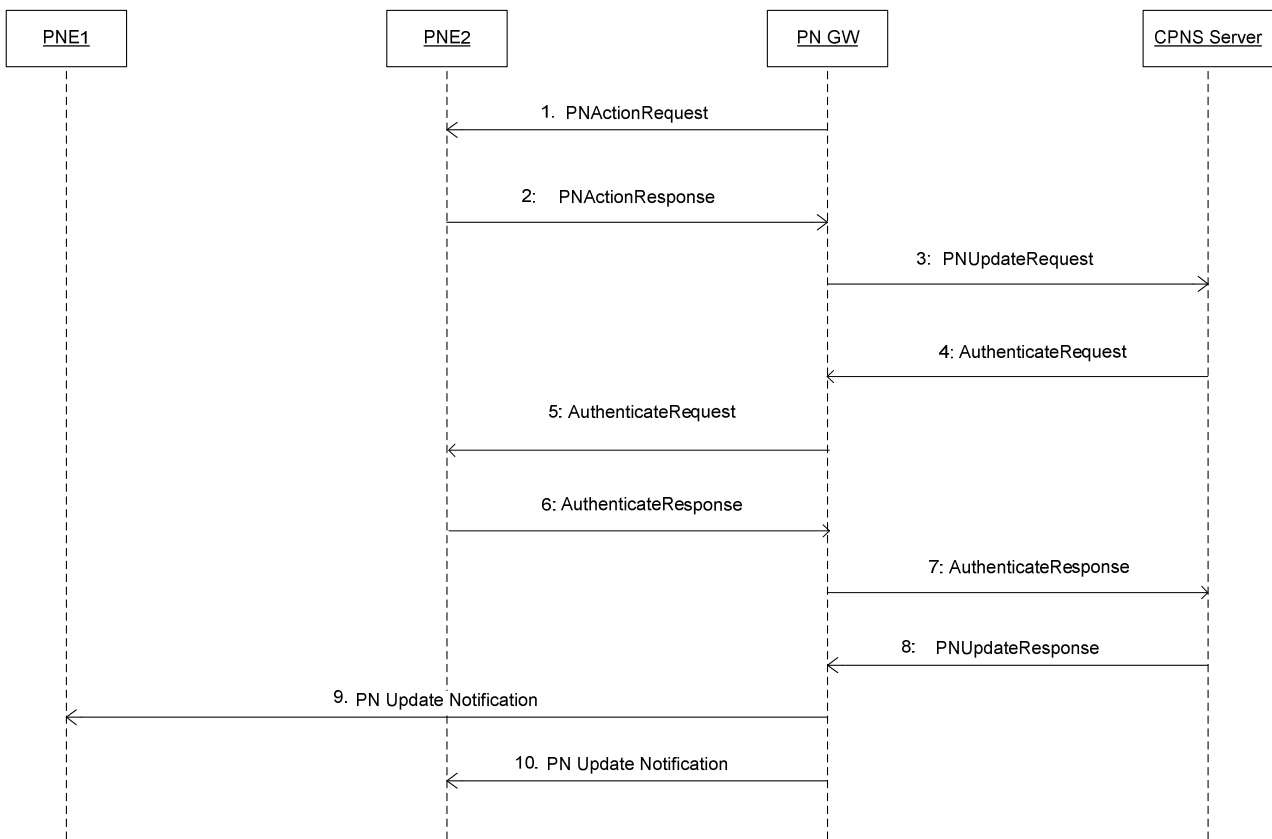 PNE1
PNE2
PN GW
CPNS Server
1. PNActionRequest
2: PNActionResponse
3: PNUpdateRequest
4: AuthenticateRequest
5: AuthenticateRequest
6: AuthenticateResponse
7: AuthenticateResponse
8: PNUpdateResponse
9. PN Update Notification
10. PN Update Notification